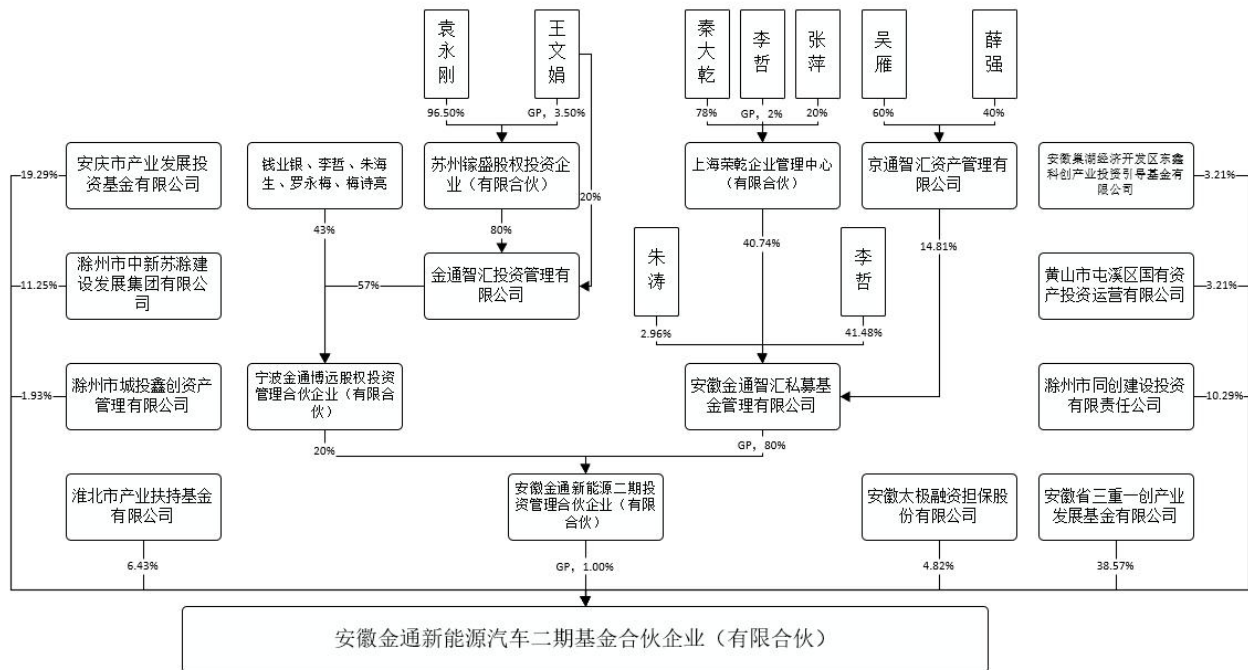 袁永刚
王文娟
秦大乾
李哲
张萍
吴雁
薛强
96.50%
GP，3.50%
78%
GP，2%
20%
60%
40%
安庆市产业发展投
资基金有限公司
钱业银、李哲、朱海
生、罗永梅、梅诗亮
苏州镓盛股权投资企
业（有限合伙）
上海荣乾企业管理中心
（有限合伙）
京通智汇资产管理有
限公司
安徽巢湖经济开发区东鑫
科创产业投资引导基金有
限公司
19.29%
20%
3.21%
43%
80%
40.74%
14.81%
朱涛
李哲
滁州市中新苏滁建
设发展集团有限公
司
金通智汇投资管理有
限公司
黄山市屯溪区国有资
产投资运营有限公司
11.25%
57%
3.21%
2.96%
41.48%
滁州市城投鑫创资产
管理有限公司
宁波金通博远股权投资
管理合伙企业（有限合
伙）
安徽金通智汇私募基
金管理有限公司
滁州市同创建设投资
有限责任公司
1.93%
10.29%
20%
GP，80%
淮北市产业扶持基金
有限公司
安徽金通新能源二期投
资管理合伙企业（有限
合伙）
安徽太极融资担保股
份有限公司
安徽省三重一创产业
发展基金有限公司
6.43%
GP，1.00%
4.82%
38.57%
安徽金通新能源汽车二期基金合伙企业（有限合伙）